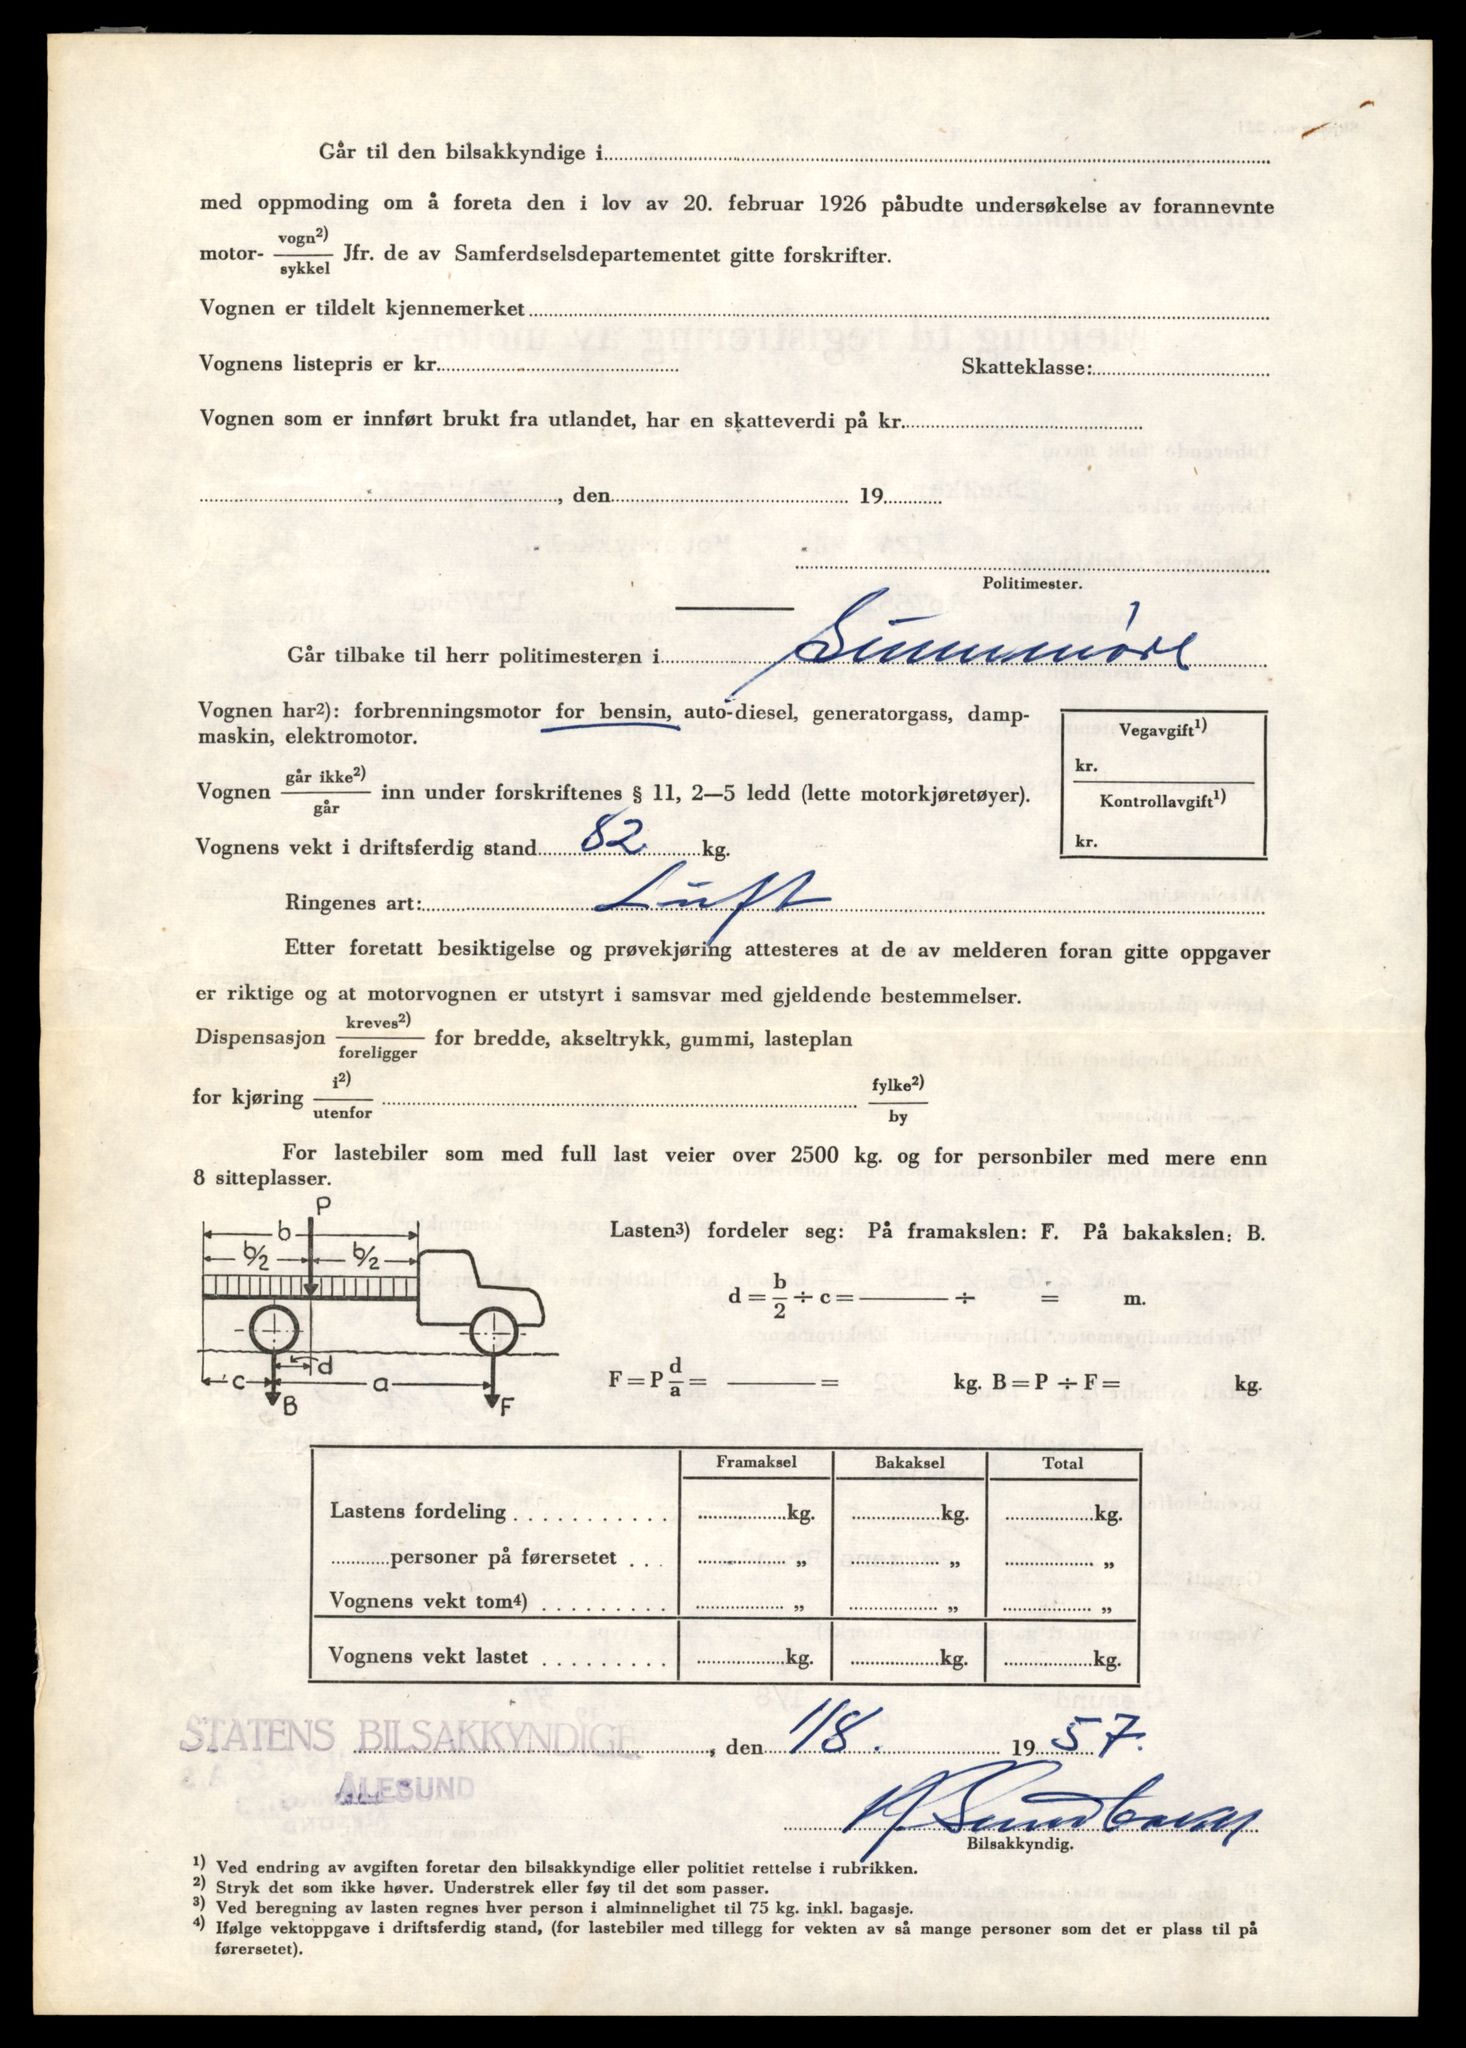 Går til den bilsakkyndige i
med oppmoding om å foreta den i lov av 20. februar 1926 påbudte undersøkelse av forannevnte
motor- vogn²)/sykkel Jfr. de av Samferdselsdepartementet gitte forskrifter.
Vognen er tildelt kjennemerket
Vognens listepris er kr. Skatteklasse:
Vognen som er innført brukt fra utlandet, har en skatteverdi på kr.
, den 19
Politimester.
Går tilbake til herr politimesteren i Sunnmøre
Vognen har²): forbrenningsmotor for bensin, auto-diesel, generatorgass, damp-
maskin, elektromotor.
Vegavgift¹)
kr.
Kontrollavgift¹)
kr.
Vognen går ikke²)/går inn under forskriftenes § 11, 2—5 ledd (lette motorkjøretøyer).
Vognens vekt i driftsferdig stand 82 kg.
Ringenes art: Luft
Etter foretatt besiktigelse og prøvekjøring attesteres at de av melderen foran gitte oppgaver
er riktige og at motorvognen er utstyrt i samsvar med gjeldende bestemmelser.
Dispensasjon kreves²)/foreligger for bredde, akseltrykk, gummi, lasteplan
for kjøring i²)/utenfor fylke²)/by
For lastebiler som med full last veier over 2500 kg. og for personbiler med mere enn
8 sitteplasser.
P
b
b/2 b/2
c d a
B F
Lasten³) fordeler seg: På framakslen: F. På bakakslen: B.
d = b/2 ÷ c = ——— ÷ = m.
F = P d/a = ——— = kg. B = P ÷ F = kg.
Framaksel Bakaksel Total
Lastens fordeling kg. kg. kg.
personer på førersetet „ „ „
Vognens vekt tom⁴) „ „ „
Vognens vekt lastet kg. kg. kg.
STATENS BILSAKKYNDIGE
ÅLESUND
, den 1/8. 1957.
Bilsakkyndig.
¹) Ved endring av avgiften foretar den bilsakkyndige eller politiet rettelse i rubrikken.
²) Stryk det som ikke høver. Understrek eller føy til det som passer.
³) Ved beregning av lasten regnes hver person i alminnelighet til 75 kg. inkl. bagasje.
⁴) Ifølge vektoppgave i driftsferdig stand, (for lastebiler med tillegg for vekten av så mange personer som det er plass til på
førersetet).